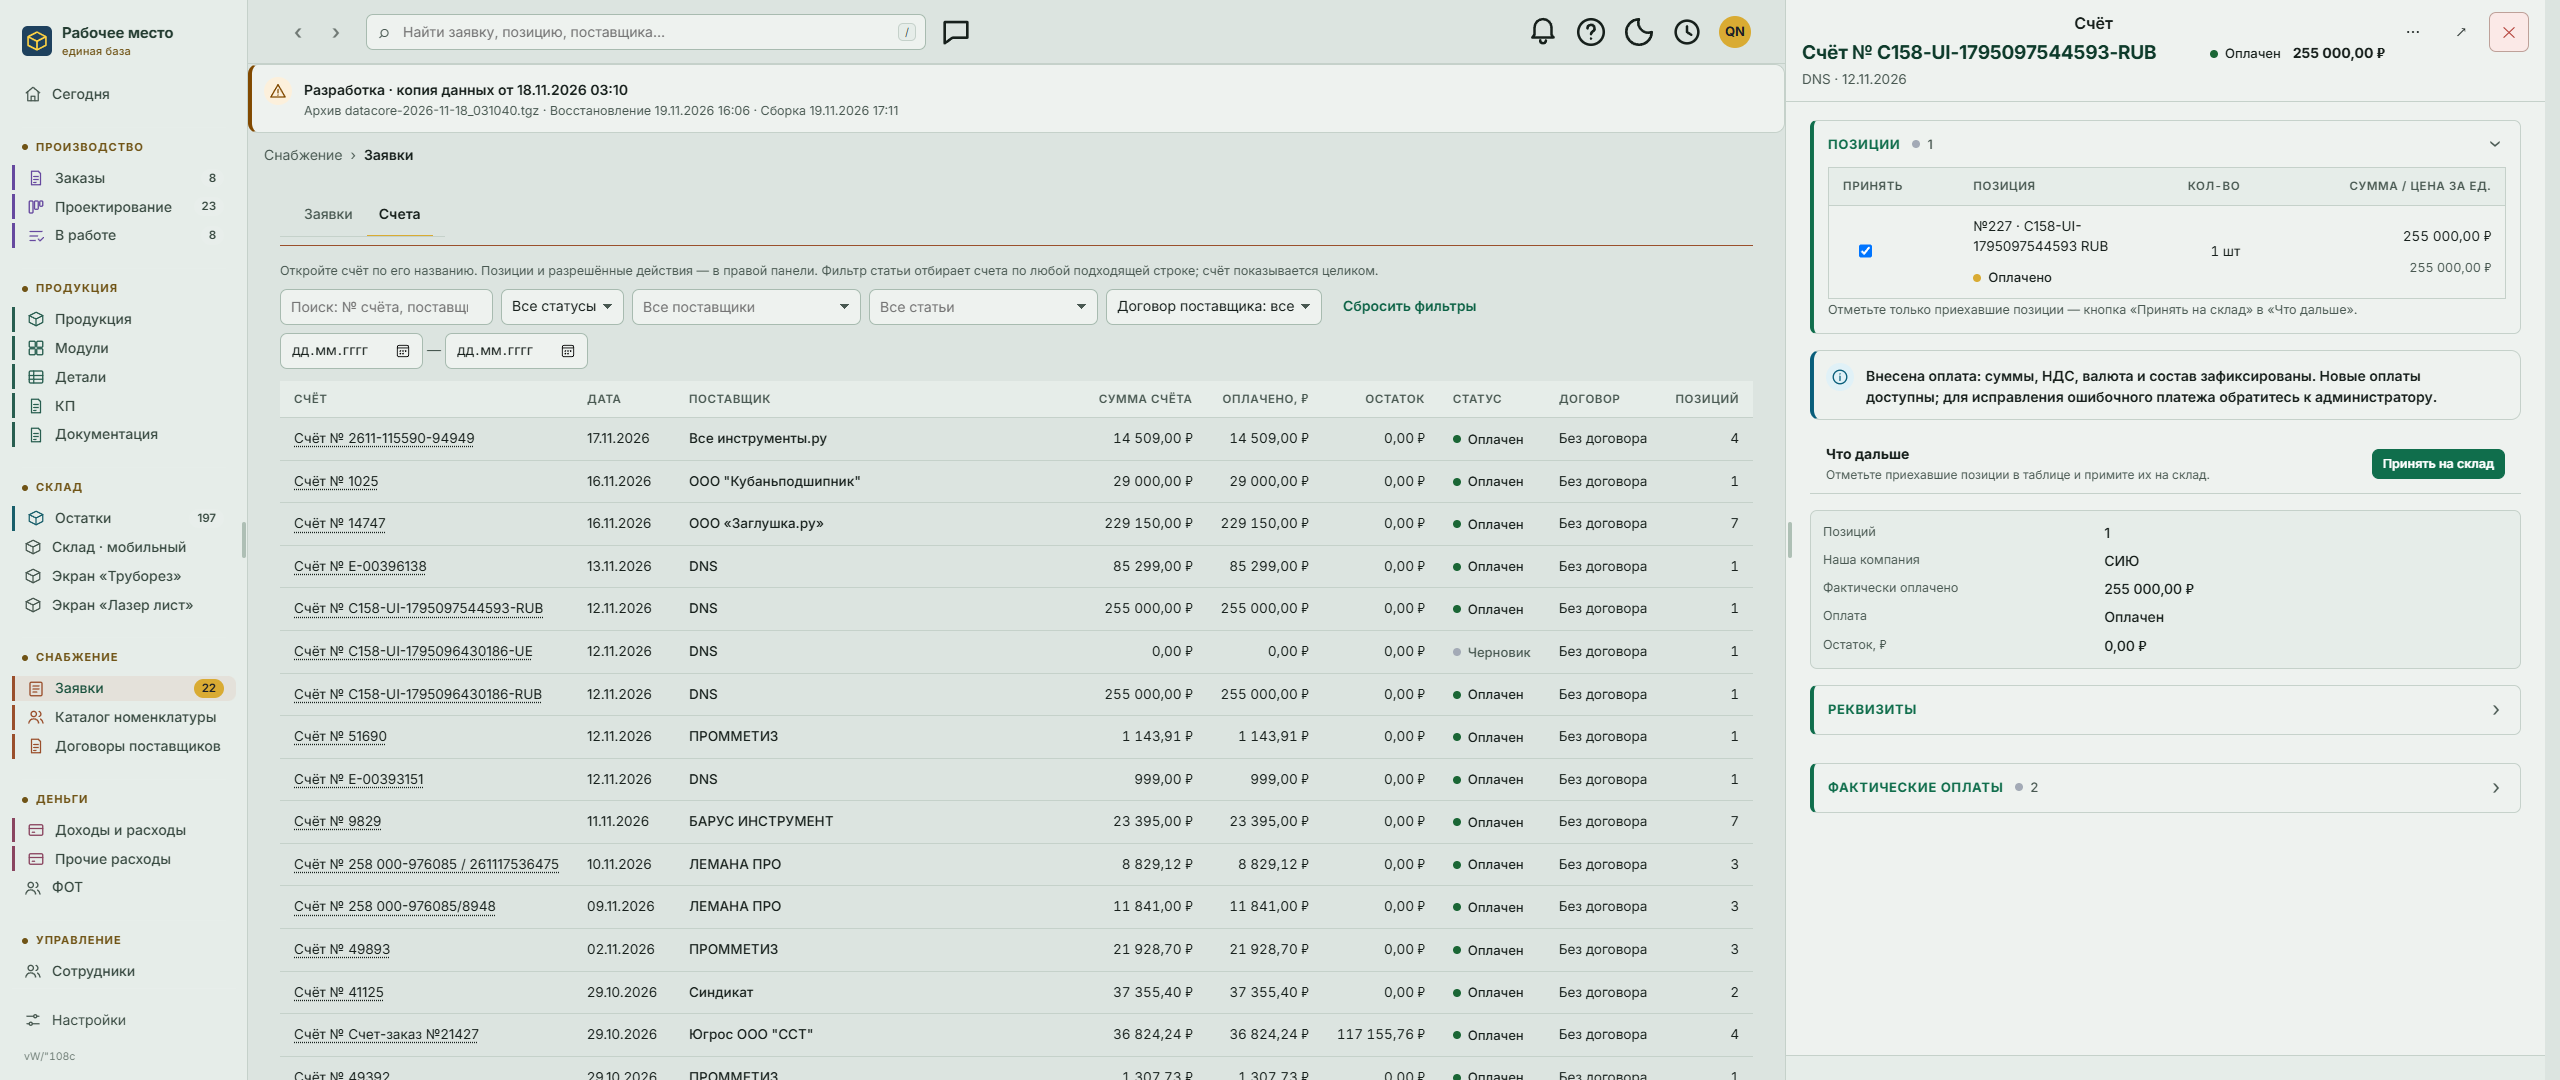 Рабочее место
единая база
Сегодня
ПРОИЗВОДСТВО
Заказы 8
Проектирование 23
В работе 8
ПРОДУКЦИЯ
Продукция
Модули
Детали
КП
Документация
СКЛАД
Остатки 197
Склад · мобильный
Экран «Труборез»
Экран «Лазер лист»
СНАБЖЕНИЕ
Заявки 22
Каталог номенклатуры
Договоры поставщиков
ДЕНЬГИ
Доходы и расходы
Прочие расходы
ФОТ
УПРАВЛЕНИЕ
Сотрудники
Настройки
vW/"108c
Найти заявку, позицию, поставщика... /
QN
Разработка · копия данных от 18.11.2026 03:10
Архив datacore-2026-11-18_031040.tgz · Восстановление 19.11.2026 16:06 · Сборка 19.11.2026 17:11
Снабжение › Заявки
Заявки Счета
Откройте счёт по его названию. Позиции и разрешённые действия — в правой панели. Фильтр статьи отбирает счета по любой подходящей строке; счёт показывается целиком.
Поиск: № счёта, поставщи Все статусы Все поставщики Все статьи Договор поставщика: все Сбросить фильтры
дд.мм.гггг — дд.мм.гггг
СЧЁТ ДАТА ПОСТАВЩИК СУММА СЧЁТА ОПЛАЧЕНО, ₽ ОСТАТОК СТАТУС ДОГОВОР ПОЗИЦИЙ
Счёт № 2611-115590-94949 17.11.2026 Все инструменты.ру 14 509,00 ₽ 14 509,00 ₽ 0,00 ₽ Оплачен Без договора 4
Счёт № 1025 16.11.2026 ООО "Кубаньподшипник" 29 000,00 ₽ 29 000,00 ₽ 0,00 ₽ Оплачен Без договора 1
Счёт № 14747 16.11.2026 ООО «Заглушка.ру» 229 150,00 ₽ 229 150,00 ₽ 0,00 ₽ Оплачен Без договора 7
Счёт № Е-00396138 13.11.2026 DNS 85 299,00 ₽ 85 299,00 ₽ 0,00 ₽ Оплачен Без договора 1
Счёт № C158-UI-1795097544593-RUB 12.11.2026 DNS 255 000,00 ₽ 255 000,00 ₽ 0,00 ₽ Оплачен Без договора 1
Счёт № C158-UI-1795096430186-UE 12.11.2026 DNS 0,00 ₽ 0,00 ₽ 0,00 ₽ Черновик Без договора 1
Счёт № C158-UI-1795096430186-RUB 12.11.2026 DNS 255 000,00 ₽ 255 000,00 ₽ 0,00 ₽ Оплачен Без договора 1
Счёт № 51690 12.11.2026 ПРОММЕТИЗ 1 143,91 ₽ 1 143,91 ₽ 0,00 ₽ Оплачен Без договора 1
Счёт № Е-00393151 12.11.2026 DNS 999,00 ₽ 999,00 ₽ 0,00 ₽ Оплачен Без договора 1
Счёт № 9829 11.11.2026 БАРУС ИНСТРУМЕНТ 23 395,00 ₽ 23 395,00 ₽ 0,00 ₽ Оплачен Без договора 7
Счёт № 258 000-976085 / 261117536475 10.11.2026 ЛЕМАНА ПРО 8 829,12 ₽ 8 829,12 ₽ 0,00 ₽ Оплачен Без договора 3
Счёт № 258 000-976085/8948 09.11.2026 ЛЕМАНА ПРО 11 841,00 ₽ 11 841,00 ₽ 0,00 ₽ Оплачен Без договора 3
Счёт № 49893 02.11.2026 ПРОММЕТИЗ 21 928,70 ₽ 21 928,70 ₽ 0,00 ₽ Оплачен Без договора 3
Счёт № 41125 29.10.2026 Синдикат 37 355,40 ₽ 37 355,40 ₽ 0,00 ₽ Оплачен Без договора 2
Счёт № Счет-заказ №21427 29.10.2026 Югрос ООО "ССТ" 36 824,24 ₽ 36 824,24 ₽ 117 155,76 ₽ Оплачен Без договора 4
Счёт № 49392 29.10.2026 ПРОММЕТИЗ 1 307,73 ₽ 1 307,73 ₽ 0,00 ₽ Оплачен Без договора 1
Счёт
Счёт № C158-UI-1795097544593-RUB Оплачен 255 000,00 ₽
DNS · 12.11.2026
ПОЗИЦИИ 1
ПРИНЯТЬ ПОЗИЦИЯ КОЛ-ВО СУММА / ЦЕНА ЗА ЕД.
№227 · C158-UI-
1795097544593 RUB
Оплачено
1 шт
255 000,00 ₽
255 000,00 ₽
Отметьте только приехавшие позиции — кнопка «Принять на склад» в «Что дальше».
Внесена оплата: суммы, НДС, валюта и состав зафиксированы. Новые оплаты
доступны; для исправления ошибочного платежа обратитесь к администратору.
Что дальше
Отметьте приехавшие позиции в таблице и примите их на склад.
Принять на склад
Позиций 1
Наша компания СИЮ
Фактически оплачено 255 000,00 ₽
Оплата Оплачен
Остаток, ₽ 0,00 ₽
РЕКВИЗИТЫ
ФАКТИЧЕСКИЕ ОПЛАТЫ 2